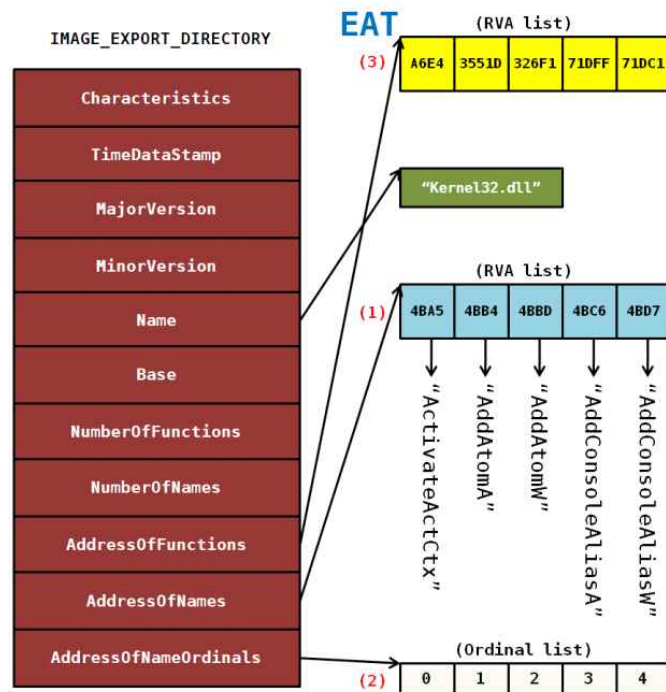 EAT
IMAGE_EXPORT_DIRECTORY
Characteristics
TimeDataStamp
MajorVersion
MinorVersion
Name
Base
NumberOfFunctions
NumberOfNames
AddressOfFunctions
AddressOfNames
AddressOfNameOrdinals
(RVA list)
(3) A6E4 3551D 326F1 71DFF 71DC1
“Kernel32.dll”
(RVA list)
(1) 4BA5 4BB4 4BBD 4BC6 4BD7
“ActivateActCtx”
“AddAtomA”
“AddAtomW”
“AddConsoleAliasA”
“AddConsoleAliasW”
(Ordinal list)
(2) 0 1 2 3 4